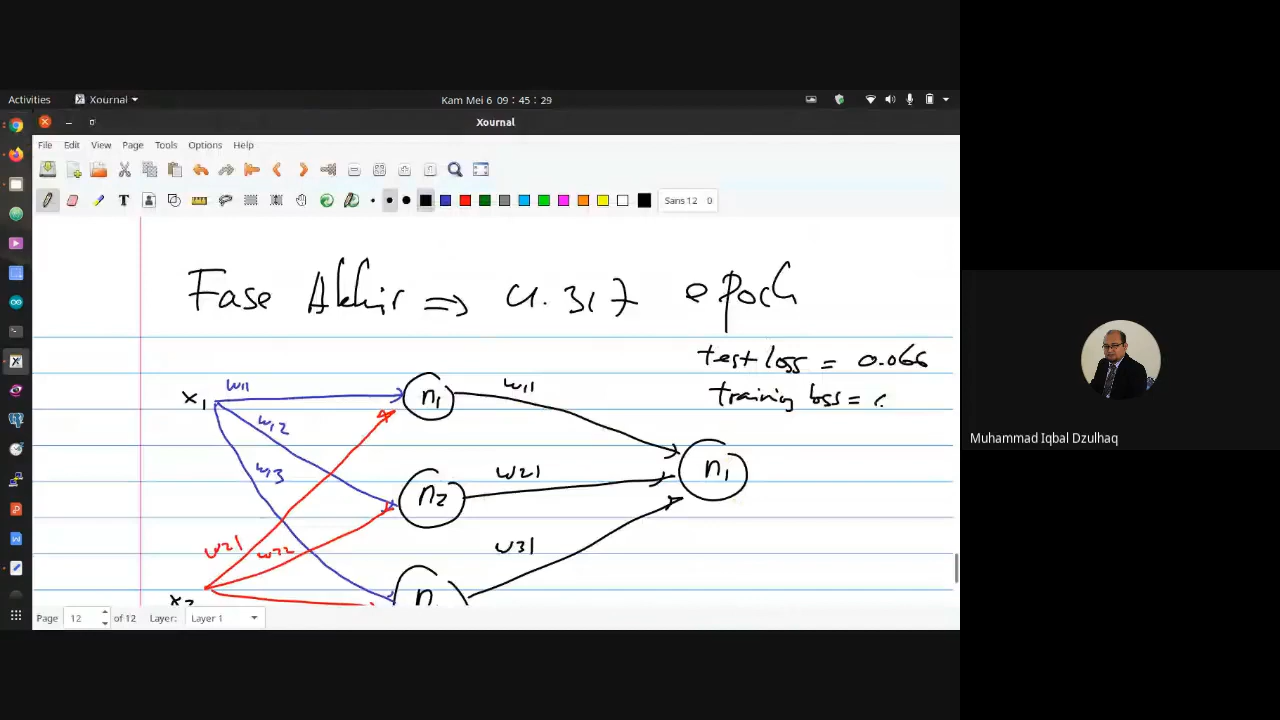 Activities Xournal Kam Mei 6 09:45:29
Xournal
File Edit View Page Tools Options Help
Sans 12 0
Fase Akhir => 4.317 epoch
test loss = 0.066
training loss =
x1 w11 n1 w11
w12
w13 n1
n2 w21
w21 w22 w31
x2 n
Page 12 of 12 Layer: Layer 1
Muhammad Iqbal Dzulhaq